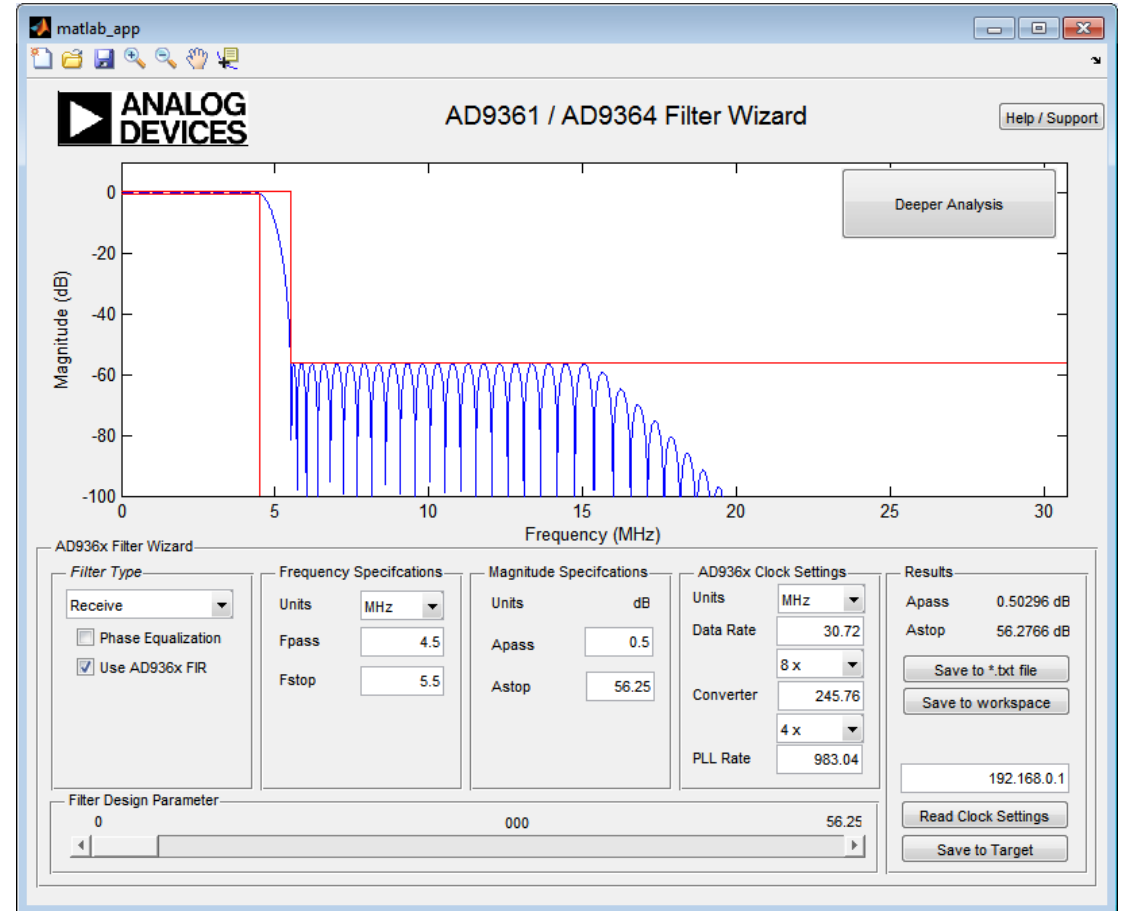 matlab_app
ANALOG
DEVICES
AD9361 / AD9364 Filter Wizard
Help / Support
Deeper Analysis
Magnitude (dB)
0
-20
-40
-60
-80
-100
0
5
10
15
20
25
30
Frequency (MHz)
AD936x Filter Wizard
Filter Type
Receive
Phase Equalization
Use AD936x FIR
Frequency Specifcations
Units MHz
Fpass 4.5
Fstop 5.5
Magnitude Specifcations
Units dB
Apass 0.5
Astop 56.25
AD936x Clock Settings
Units MHz
Data Rate 30.72
8 x
Converter 245.76
4 x
PLL Rate 983.04
Results
Apass 0.50296 dB
Astop 56.2766 dB
Save to *.txt file
Save to workspace
192.168.0.1
Read Clock Settings
Save to Target
Filter Design Parameter
0 000 56.25